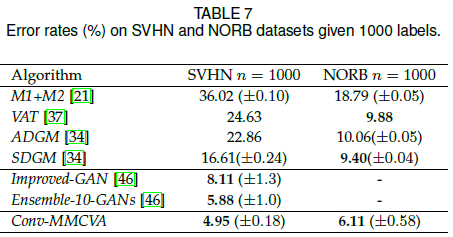 TABLE 7
Error rates (%) on SVHN and NORB datasets given 1000 labels.
Algorithm SVHN n = 1000 NORB n = 1000
M1+M2 [21] 36.02 (±0.10) 18.79 (±0.05)
VAT [37] 24.63 9.88
ADGM [34] 22.86 10.06(±0.05)
SDGM [34] 16.61(±0.24) 9.40(±0.04)
Improved-GAN [46] 8.11 (±1.3) -
Ensemble-10-GANs [46] 5.88 (±1.0) -
Conv-MMCVA 4.95 (±0.18) 6.11 (±0.58)